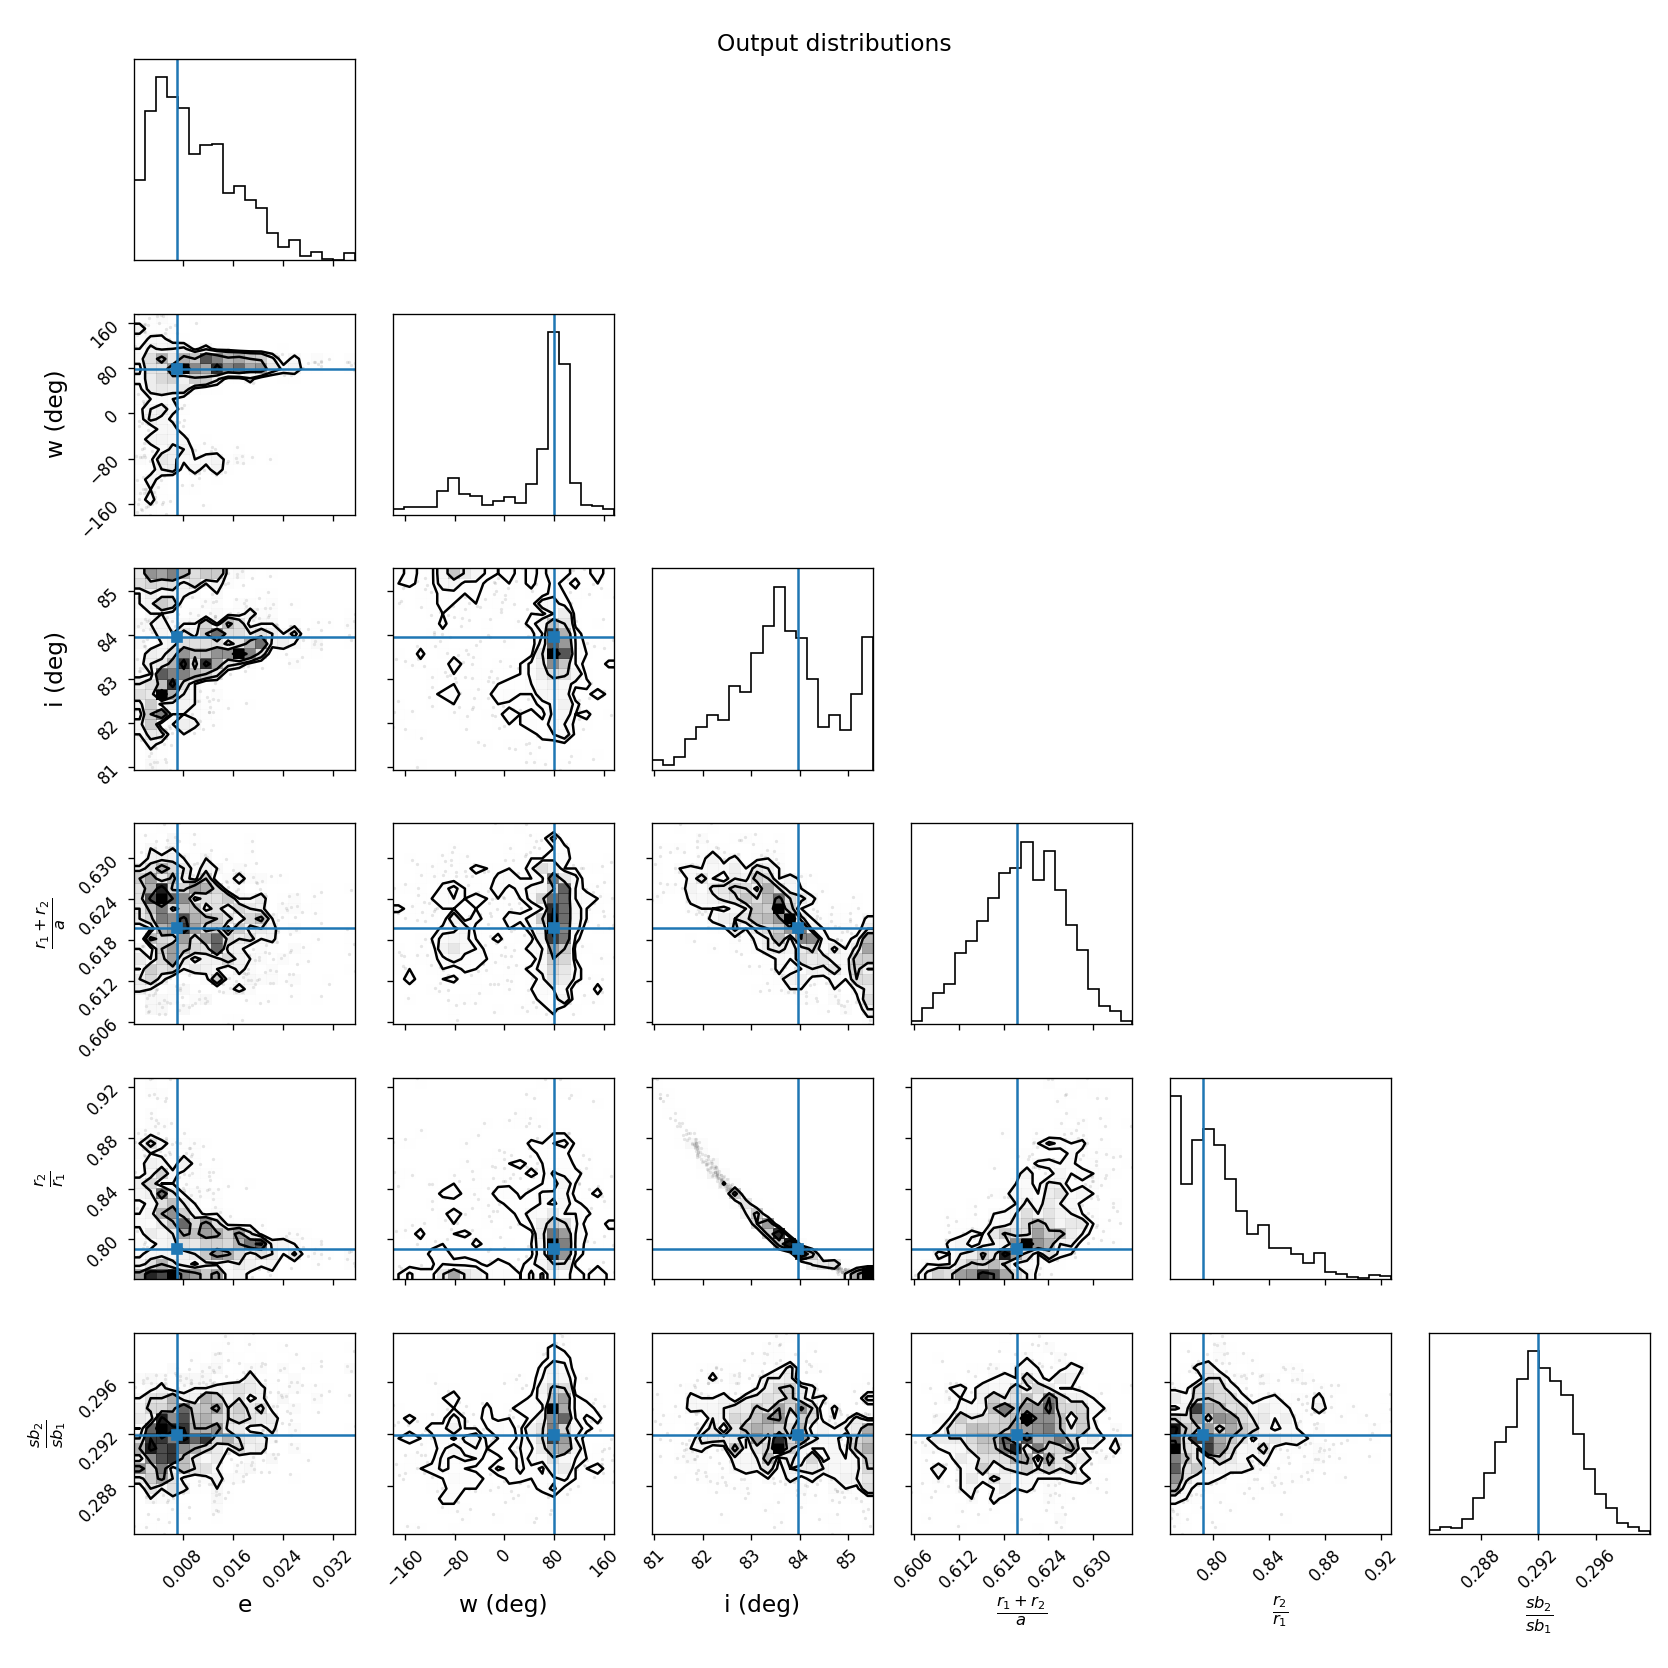 Output distributions
w (deg)
160
80
0
−80
−160
i (deg)
85
84
83
82
81
r₁ + r₂
a
0.630
0.624
0.618
0.612
0.606
r₂
r₁
0.92
0.88
0.84
0.80
sb₂
sb₁
0.296
0.292
0.288
0.008 0.016 0.024 0.032
−160 −80 0 80 160
81 82 83 84 85
0.606 0.612 0.618 0.624 0.630
0.80 0.84 0.88 0.92
0.288 0.292 0.296
e
w (deg)
i (deg)
r₁ + r₂
a
r₂
r₁
sb₂
sb₁